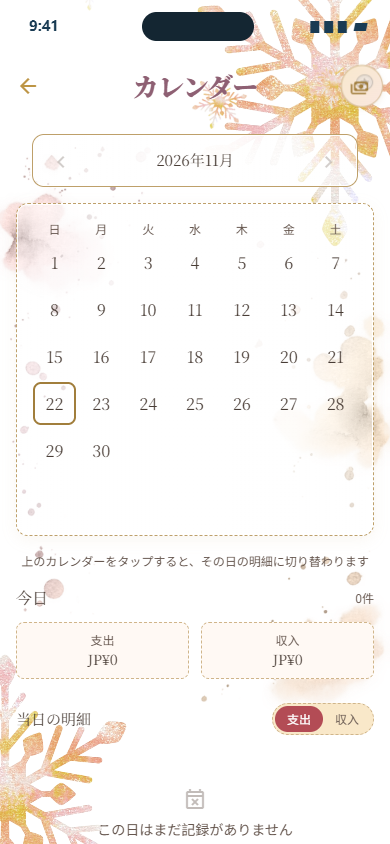 9:41
カレンダー
2026年11月
日 月 火 水 木 金 土
1 2 3 4 5 6 7
8 9 10 11 12 13 14
15 16 17 18 19 20 21
22 23 24 25 26 27 28
29 30
上のカレンダーをタップすると、その日の明細に切り替わります
今日 0件
支出 収入
JP¥0 JP¥0
当日の明細 支出 収入
この日はまだ記録がありません